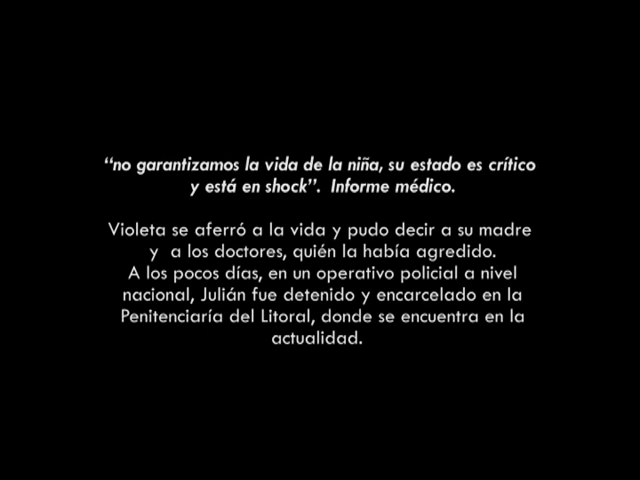 “no garantizamos la vida de la niña, su estado es crítico
y está en shock”.  Informe médico.
Violeta se aferró a la vida y pudo decir a su madre
y  a los doctores, quién la había agredido.
A los pocos días, en un operativo policial a nivel
nacional, Julián fue detenido y encarcelado en la
Penitenciaría del Litoral, donde se encuentra en la
actualidad.